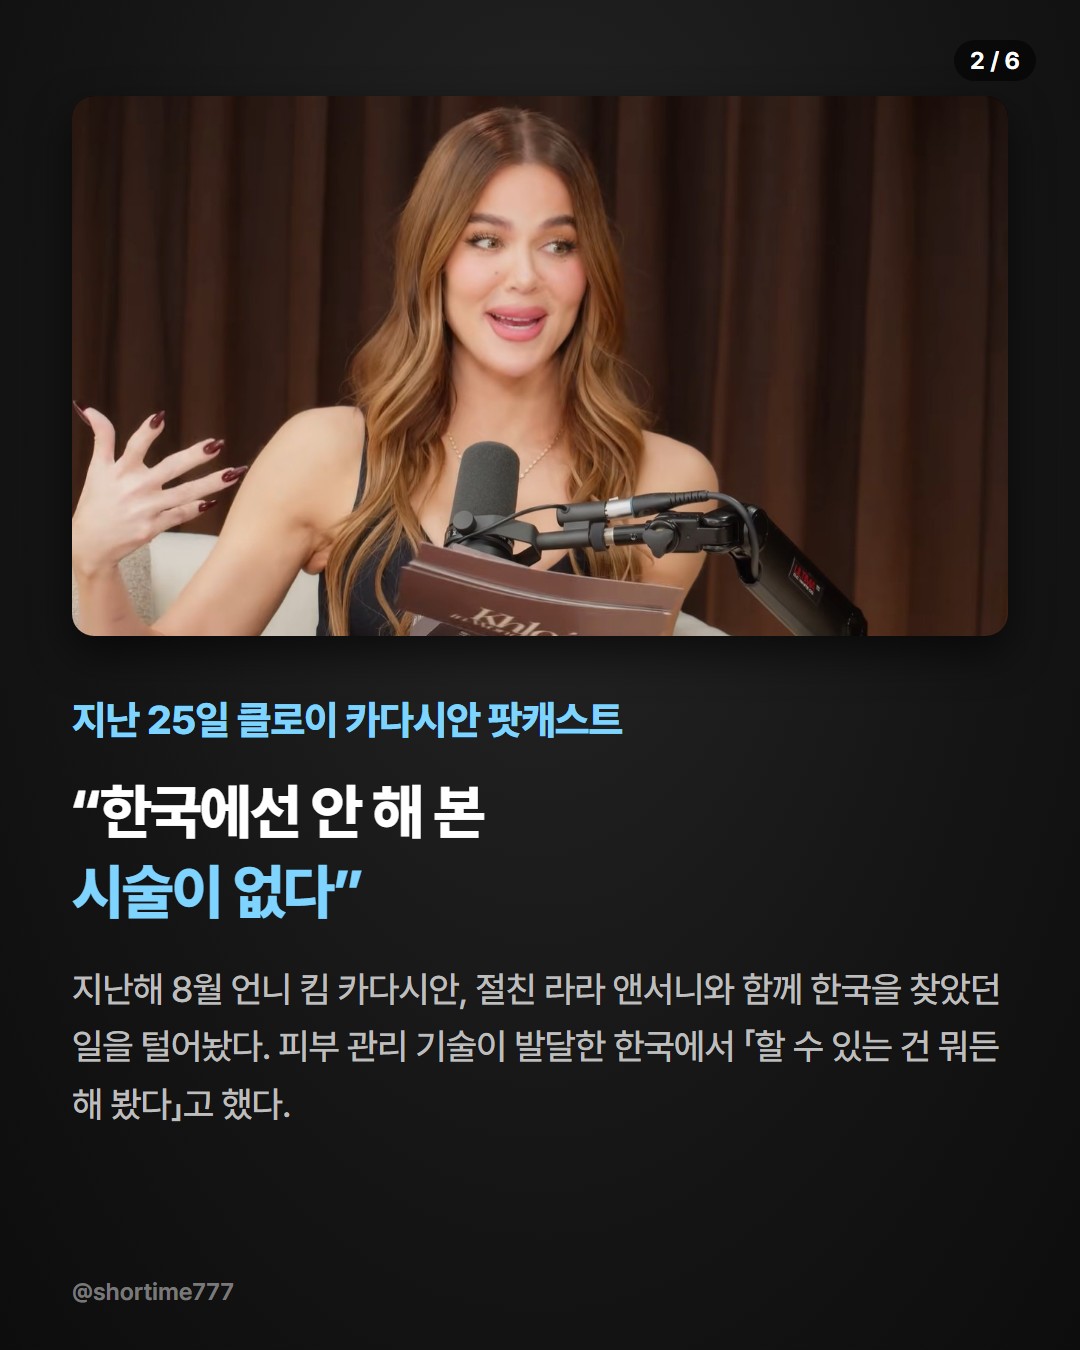 2 / 6
Khlo
지난 25일 클로이 카다시안 팟캐스트
“한국에선 안 해 본
시술이 없다”
지난해 8월 언니 킴 카다시안, 절친 라라 앤서니와 함께 한국을 찾았던
일을 털어놨다. 피부 관리 기술이 발달한 한국에서 「할 수 있는 건 뭐든
해 봤다」고 했다.
@shortime777